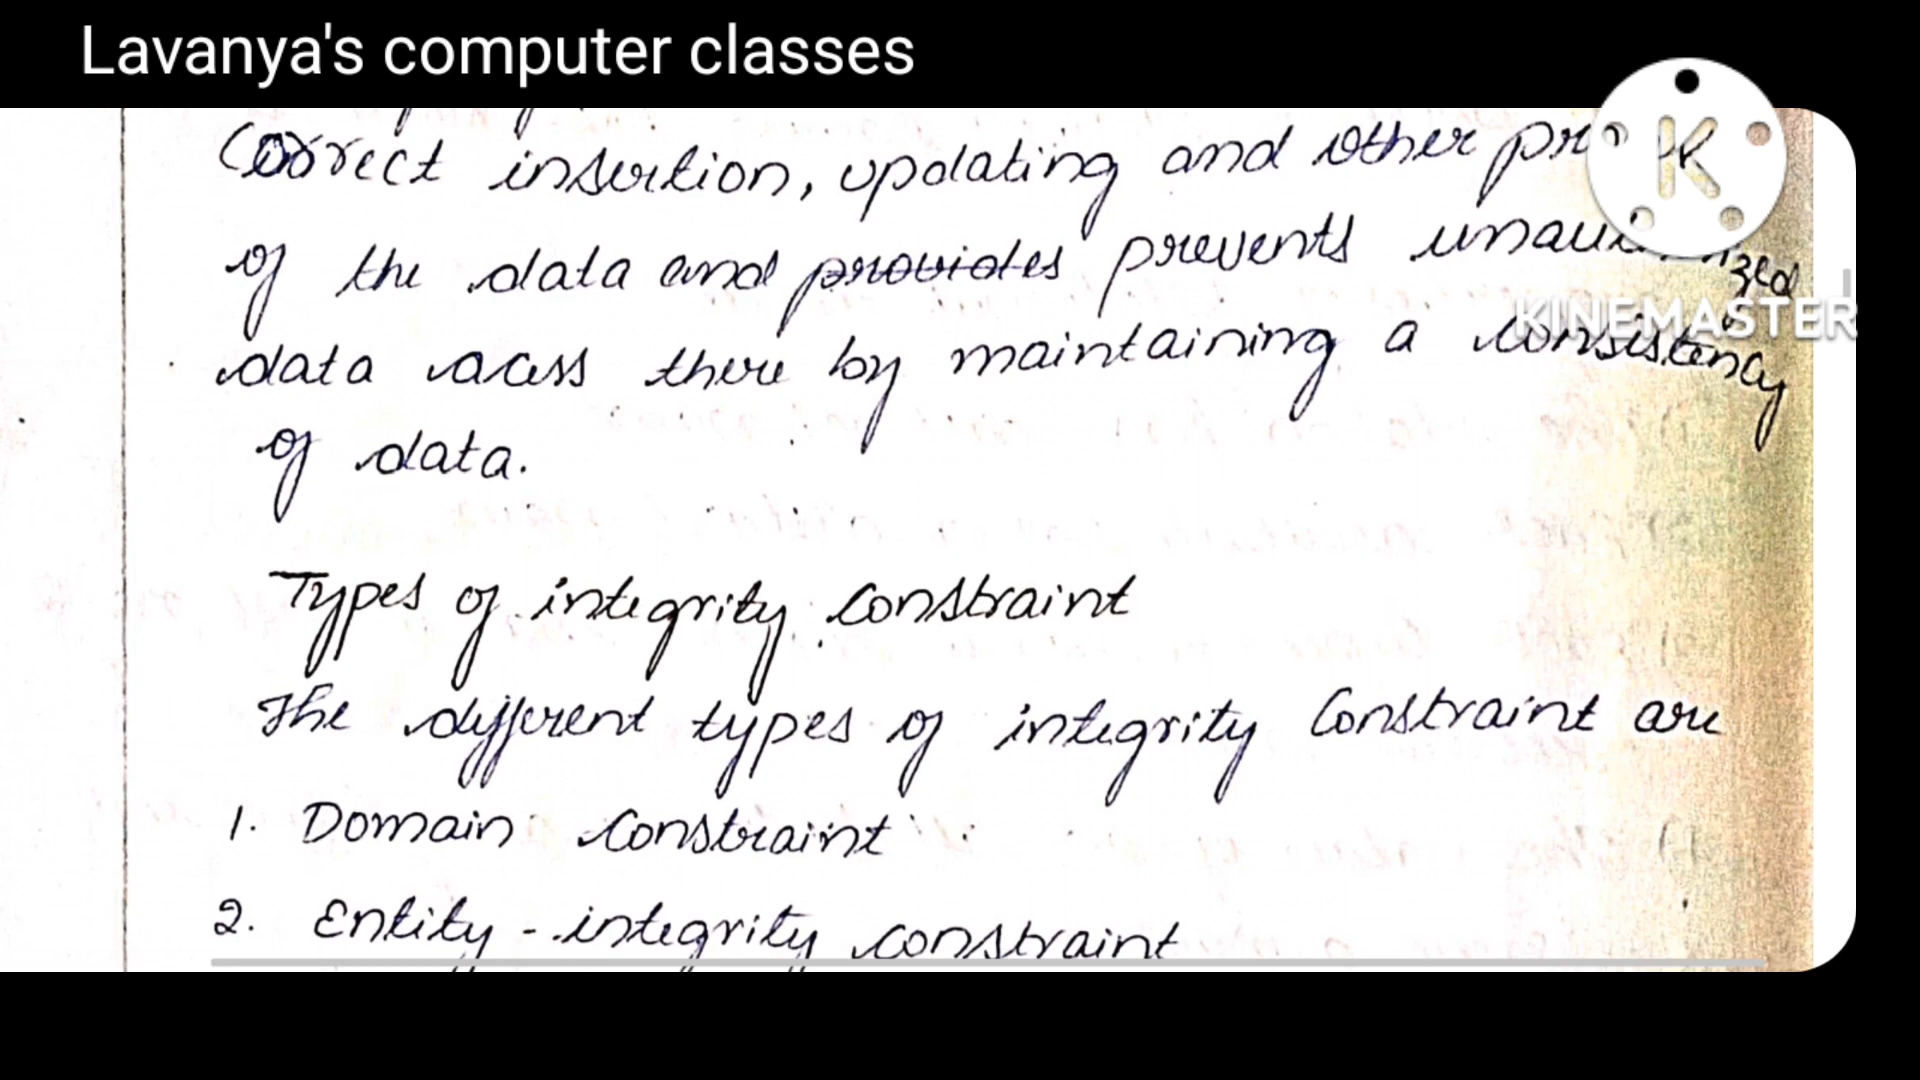 Lavanya's computer classes
Correct insertion, updating and other
of the data and provides prevents
data acess there by maintaining a consistency
of data.
Types of integrity constraint
The different types of integrity Constraint are
1. Domain constraint
2. Entity - integrity constraint
K
KINEMASTER